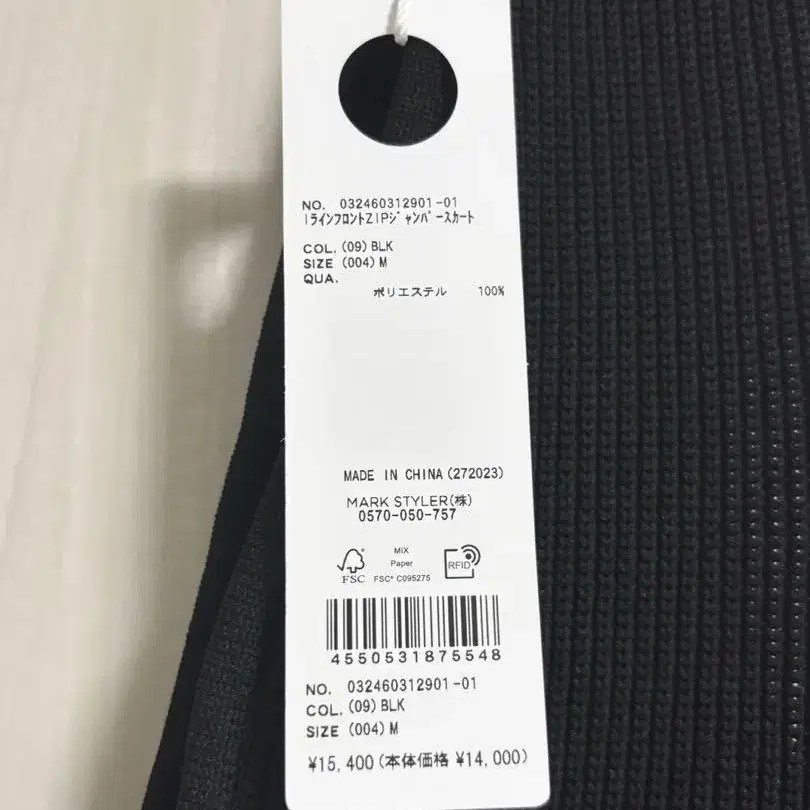 NO. 032460312901-01
IラインフロントZIPジャンパースカート
COL. (09) BLK
SIZE (004) M
QUA.
ポリエステル 100%
MADE IN CHINA (272023)
MARK STYLER(株)
0570-050-757
MIX
Paper
FSC FSC® C095275
RFID
4550531875548
NO. 032460312901-01
COL. (09) BLK
SIZE (004) M
¥15,400 (本体価格 ¥14,000)